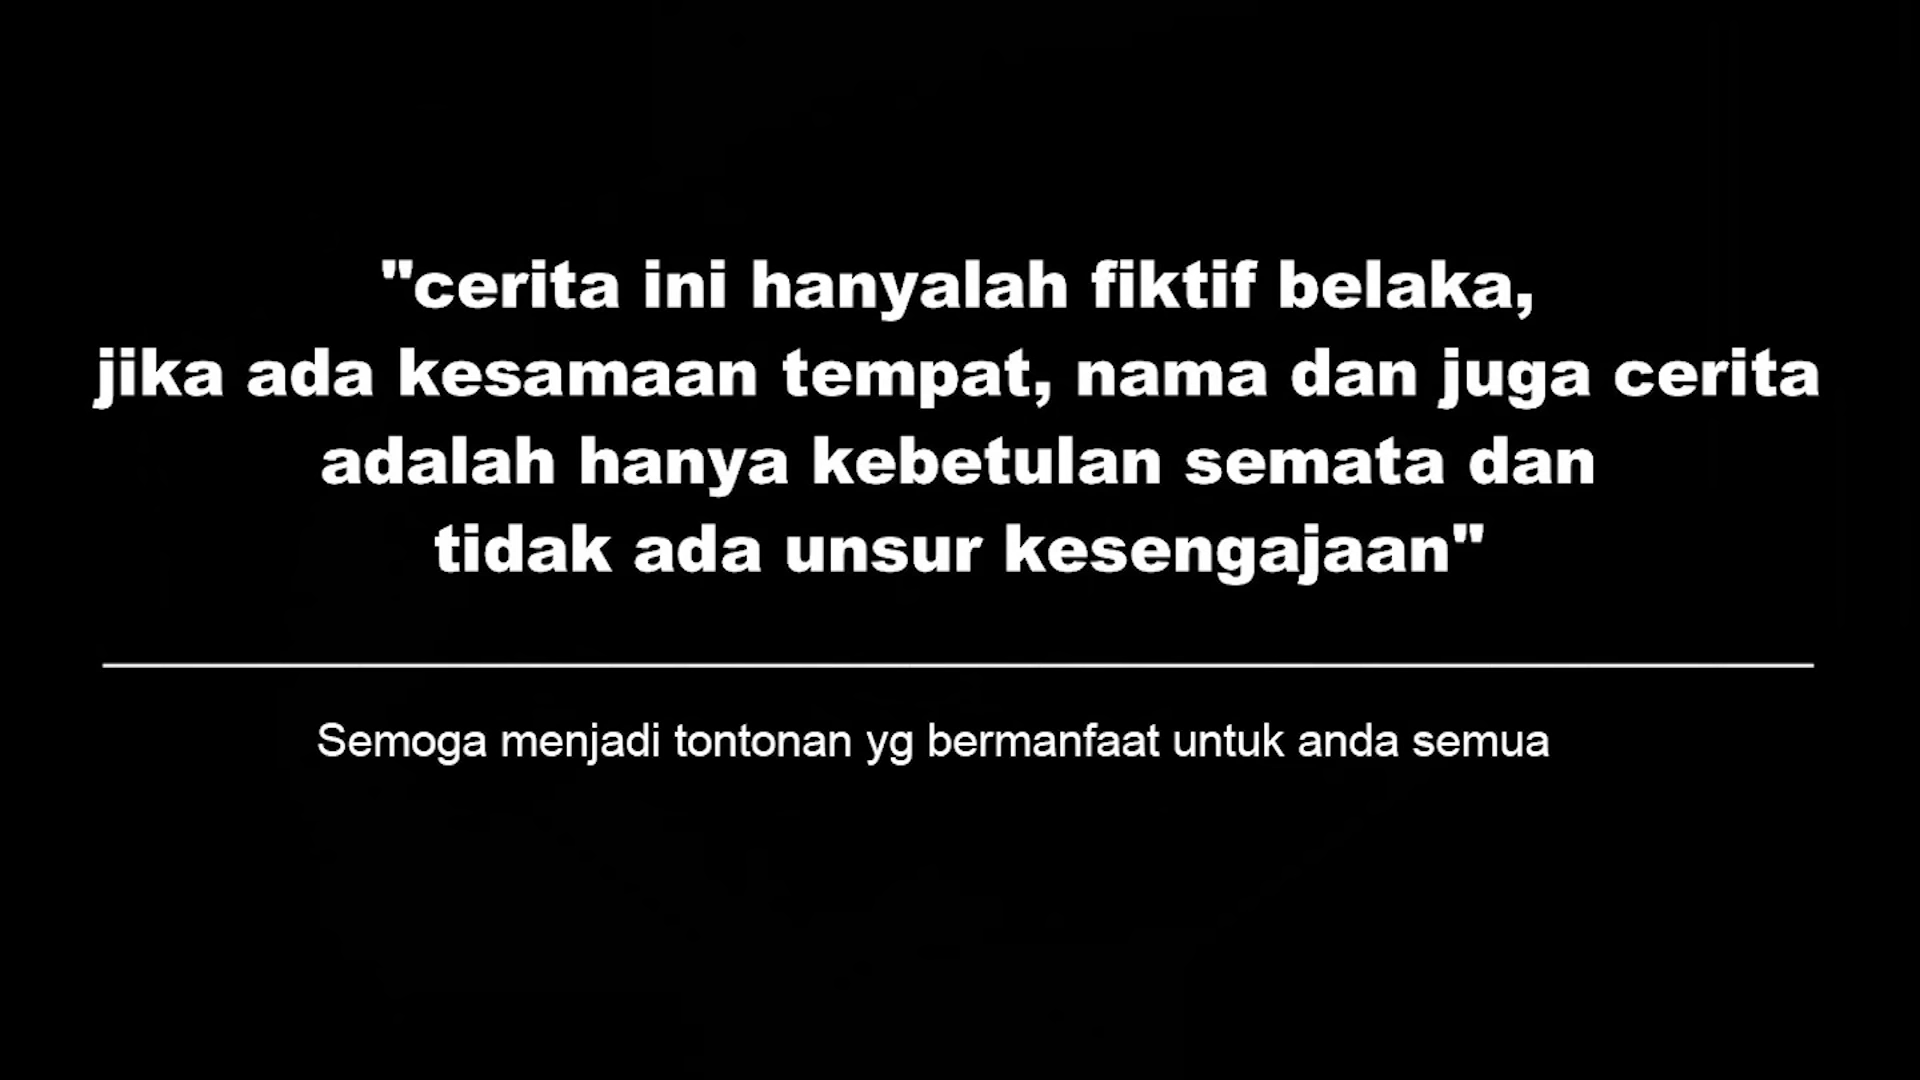 "cerita ini hanyalah fiktif belaka,
jika ada kesamaan tempat, nama dan juga cerita
adalah hanya kebetulan semata dan
tidak ada unsur kesengajaan"
Semoga menjadi tontonan yg bermanfaat untuk anda semua